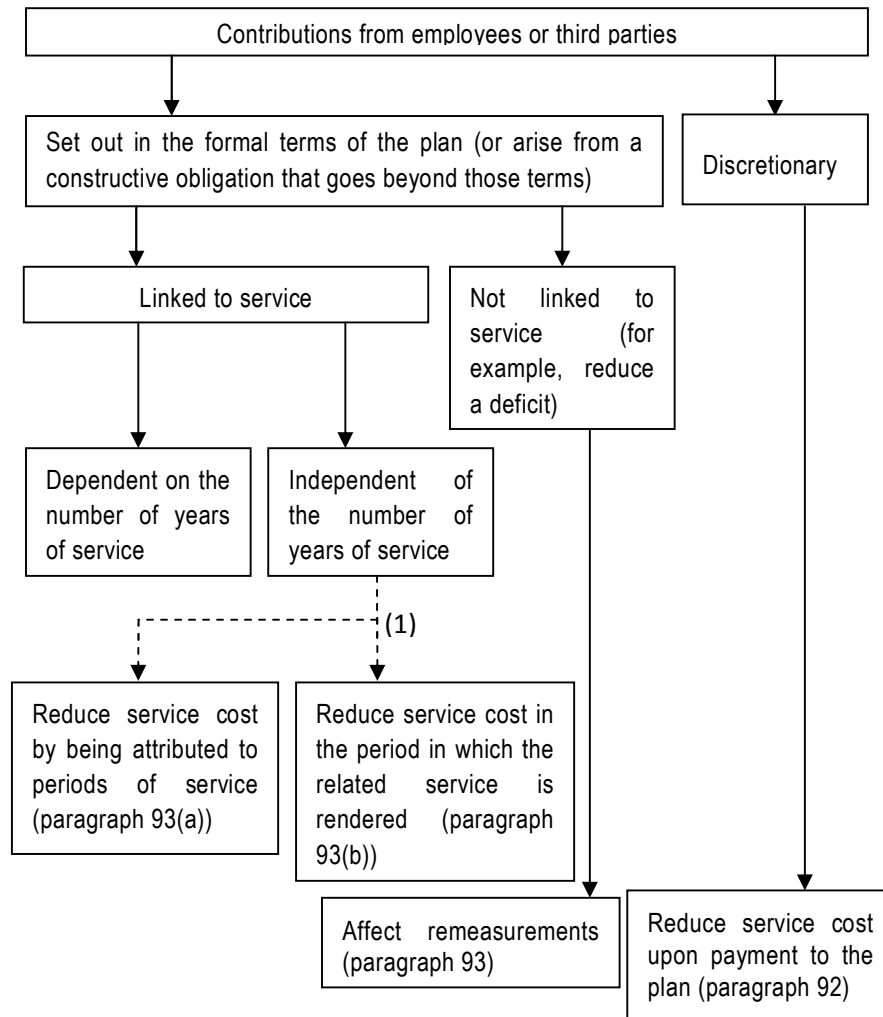 Contributions from employees or third parties
Set out in the formal terms of the plan (or arise from a
constructive obligation that goes beyond those terms)
Discretionary
Linked to service
Not linked to
service (for
example, reduce
a deficit)
Dependent on the
number of years
of service
Independent of
the number of
years of service
(1)
Reduce service cost
by being attributed to
periods of service
(paragraph 93(a))
Reduce service cost in
the period in which the
related service is
rendered (paragraph
93(b))
Affect remeasurements
(paragraph 93)
Reduce service cost
upon payment to the
plan (paragraph 92)